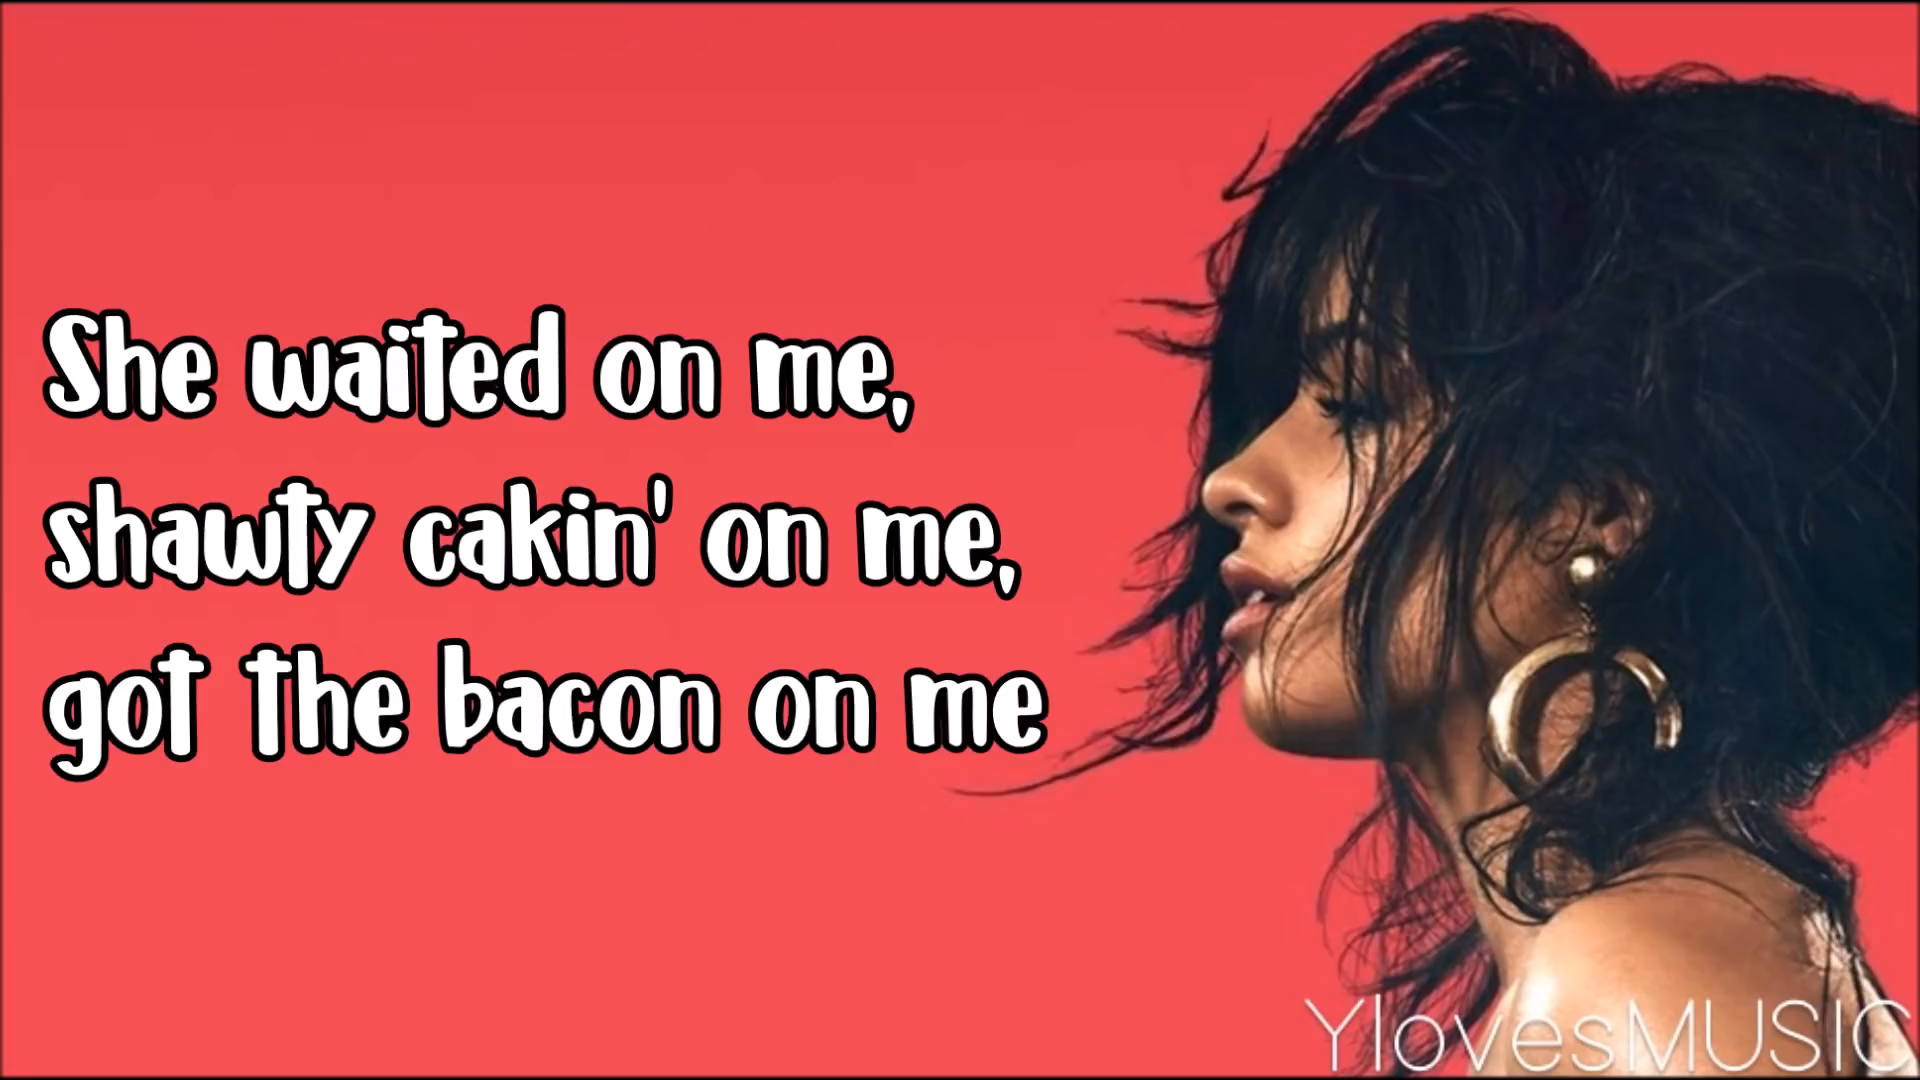 She waited on me,
shawty cakin' on me,
got the bacon on me
YlovesMUSIC